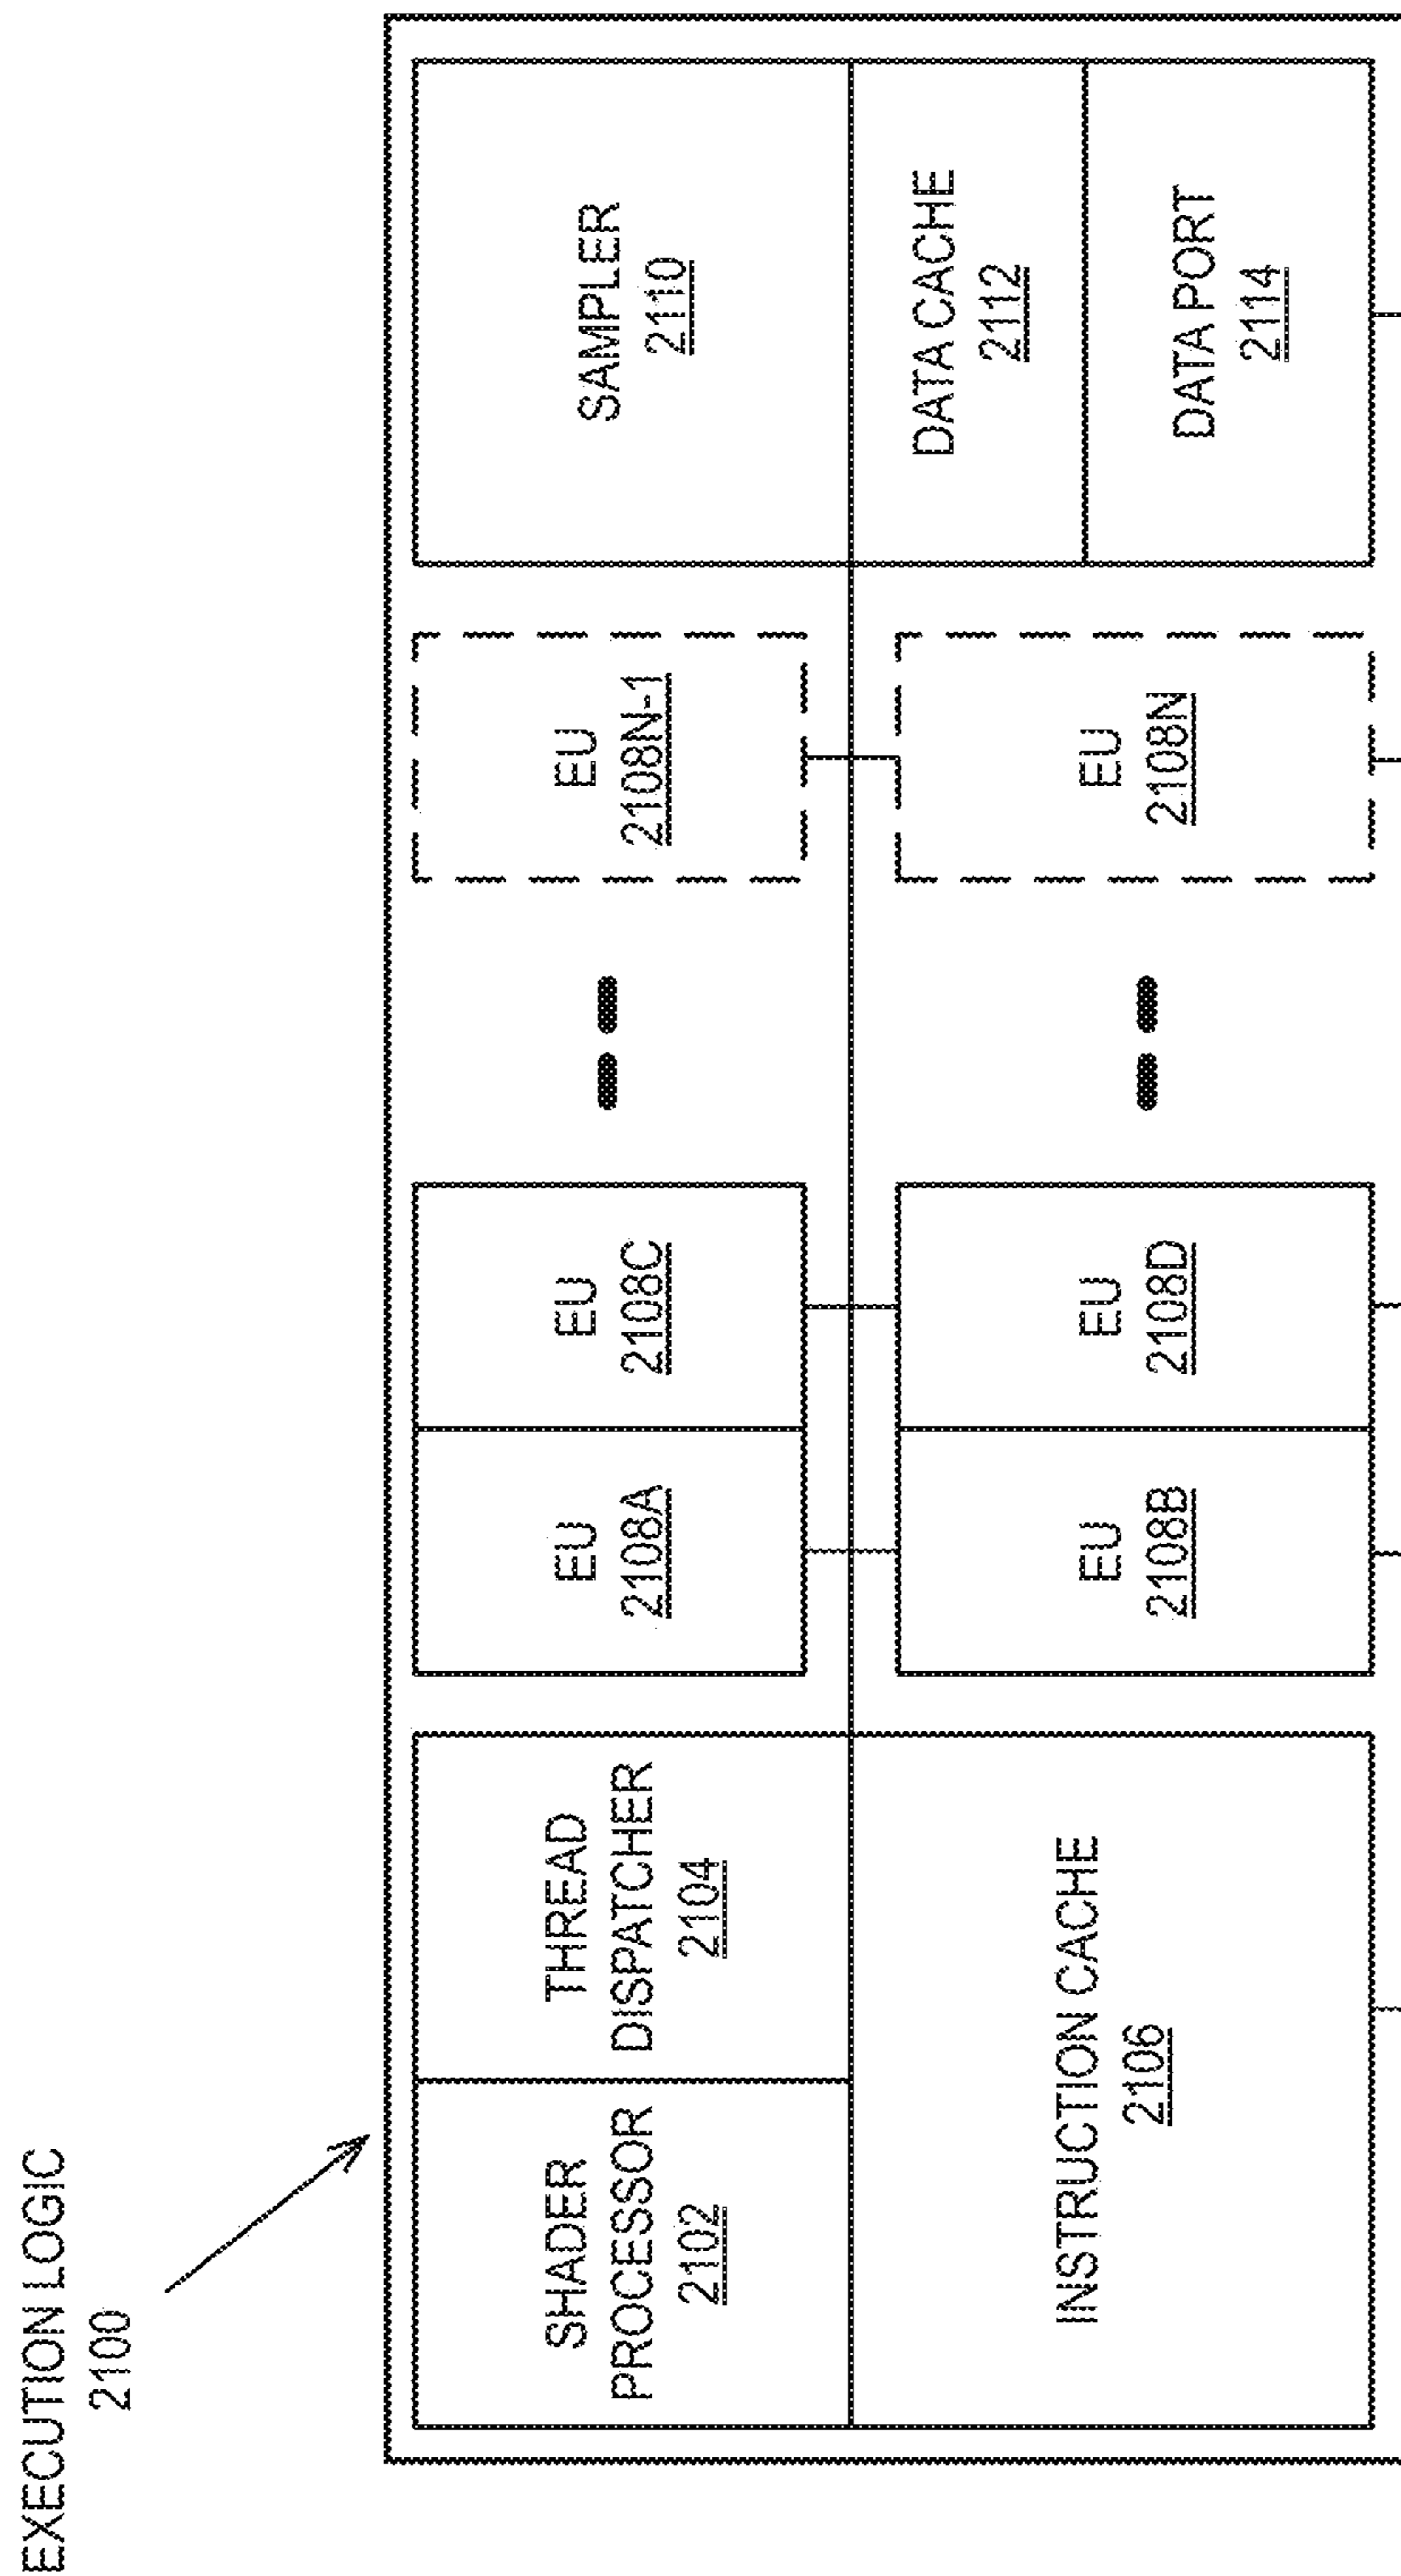 EXECUTION LOGIC
2100
SHADER
PROCESSOR
2102
THREAD
DISPATCHER
2104
INSTRUCTION CACHE
2106
EU
2108A
EU
2108C
EU
2108B
EU
2108D
EU
2108N-1
EU
2108N
SAMPLER
2110
DATA CACHE
2112
DATA PORT
2114